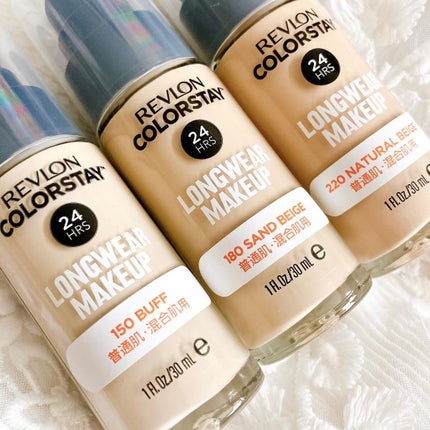 REVLON
COLORSTAY™
24
HRS
LONGWEAR
MAKEUP
150 BUFF
普通肌・混合肌用
1 fl. oz/30 mL e
REVLON
COLORSTAY
24
HRS
LONGWEAR
MAKEUP
180 SAND BEIGE
普通肌・混合肌用
1 fl. oz/30 mL e
REVLON
COLORSTAY
24
HRS
LONGWEAR
MAKEUP
220 NATURAL BEIGE
普通肌・混合肌用
1 fl. oz/30 mL e